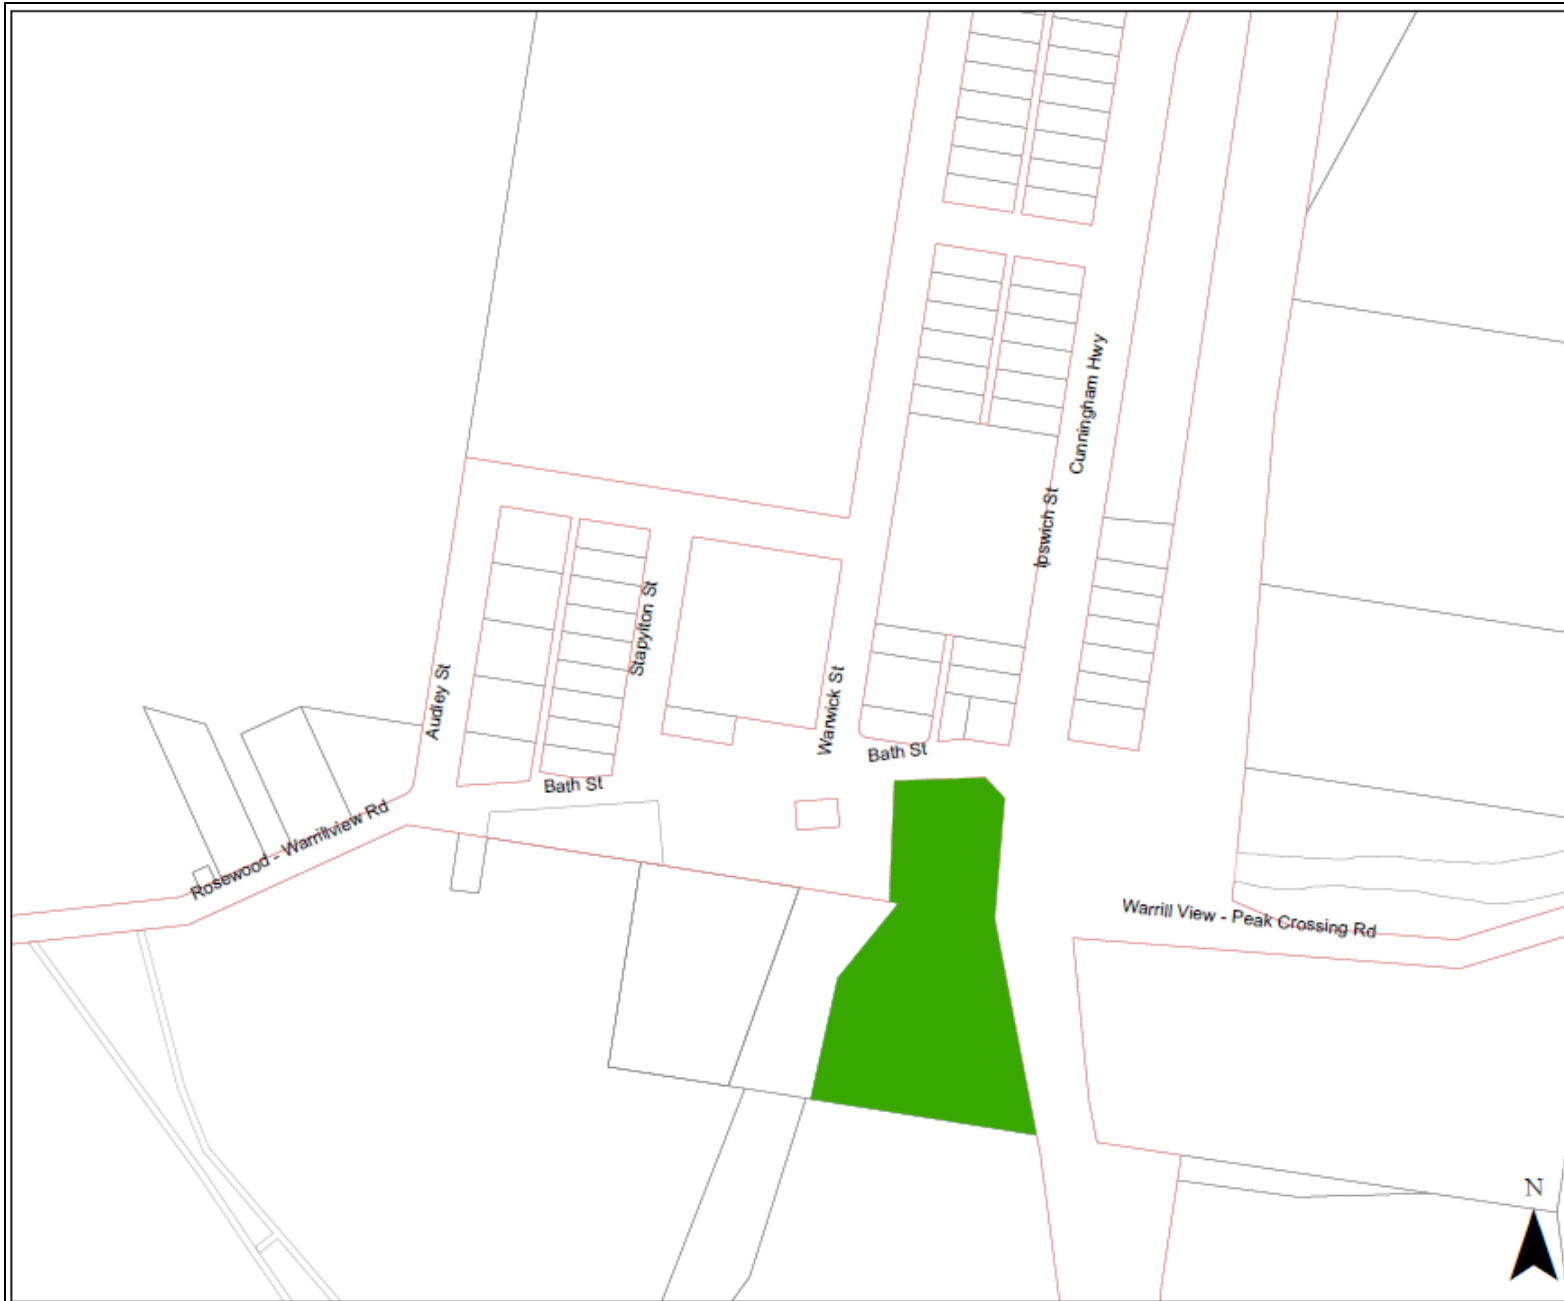 Cunningham Hwy
Ipswich St
Stapylton St
Audley St
Warwick St
Bath St
Bath St
Rosewood - Warrillview Rd
Warrill View - Peak Crossing Rd
N